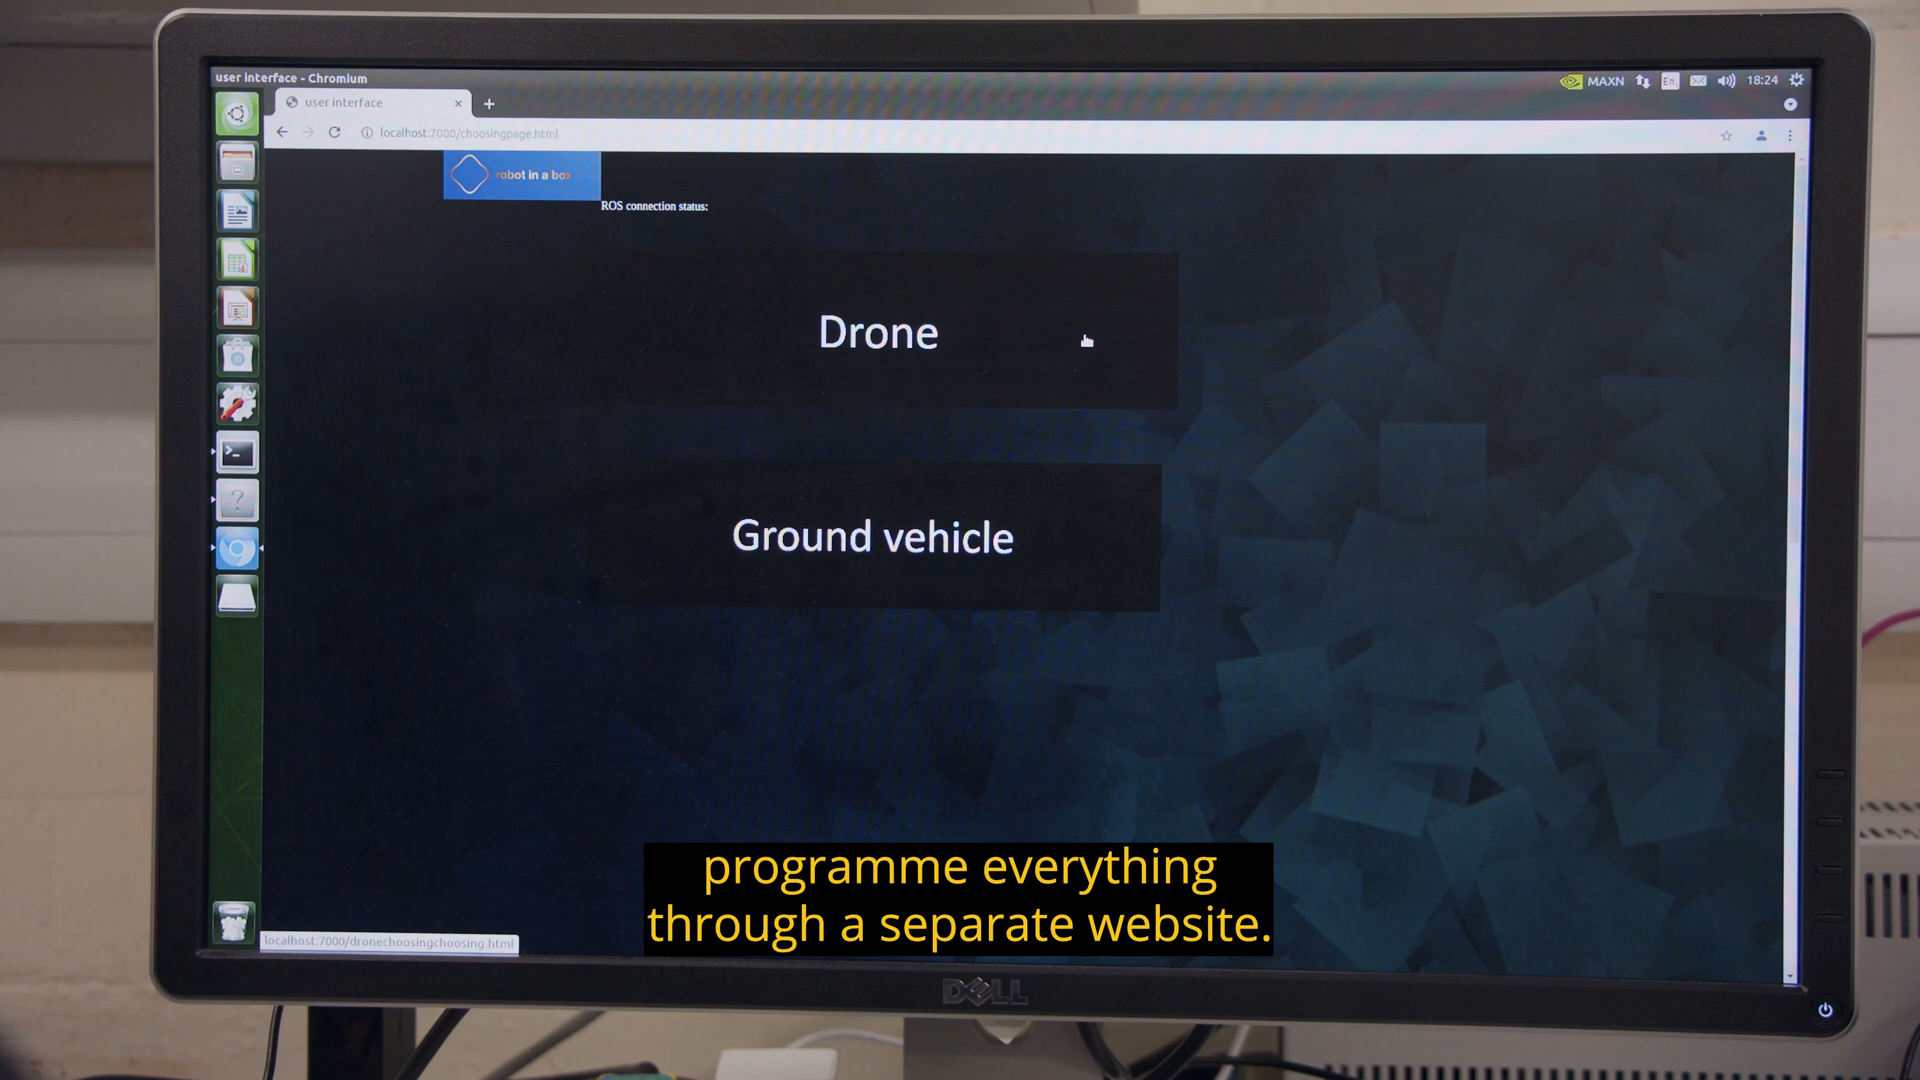 user interface - Chromium
MAXN
En
18:24
user interface
localhost:7000/choosingpage.html
robot in a box
ROS connection status:
Drone
Ground vehicle
programme everything
through a separate website.
localhost:7000/dronechoosingchoosing.html
DELL